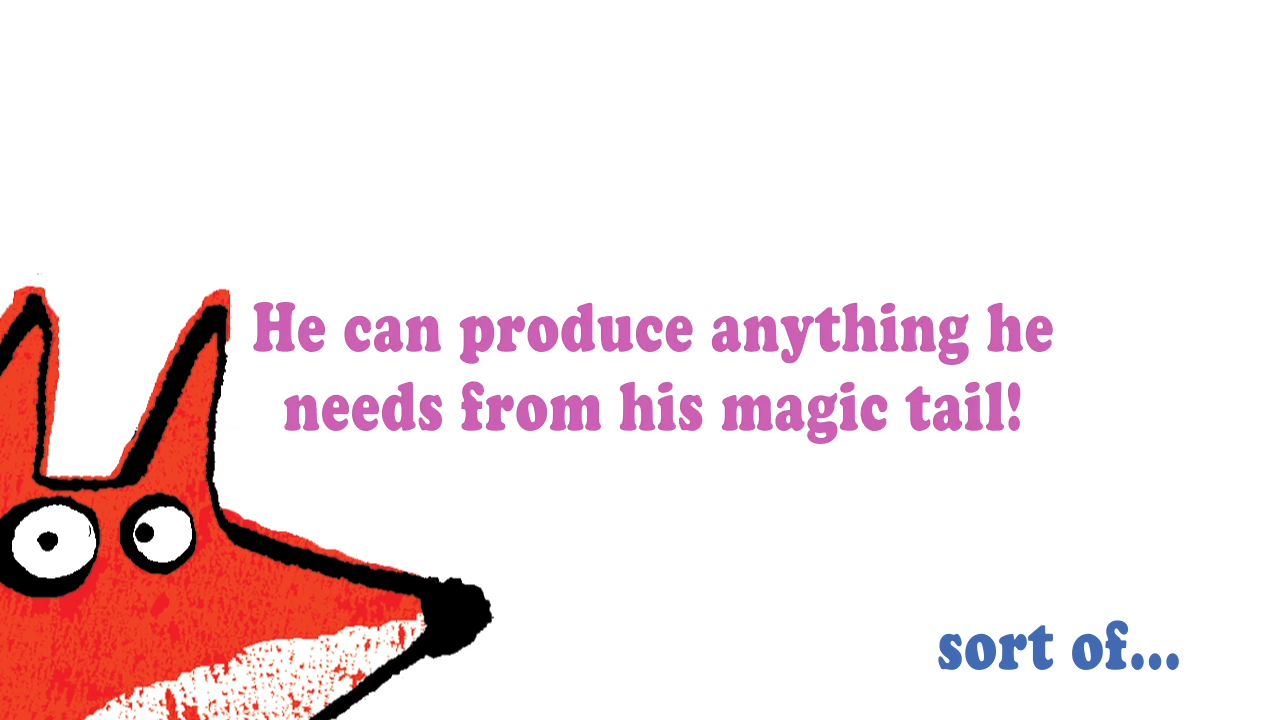 He can produce anything he
needs from his magic tail!
sort of...